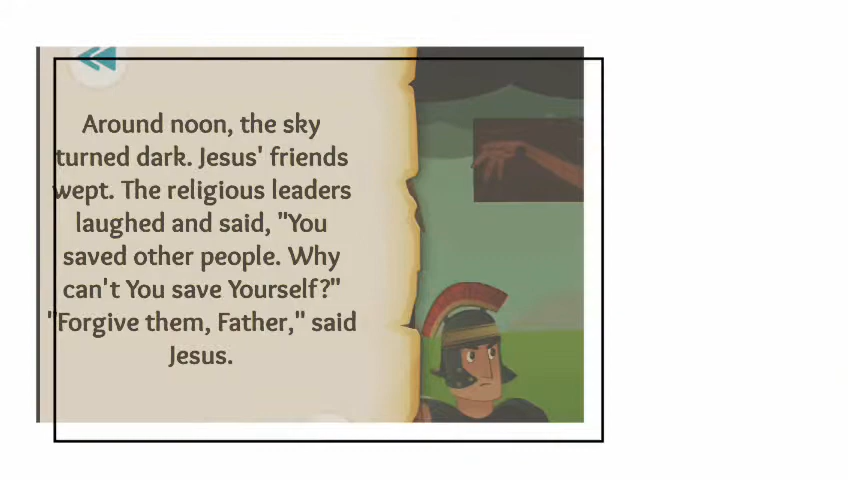 Around noon, the sky
turned dark. Jesus' friends
wept. The religious leaders
laughed and said, "You
saved other people. Why
can't You save Yourself?"
"Forgive them, Father," said
Jesus.